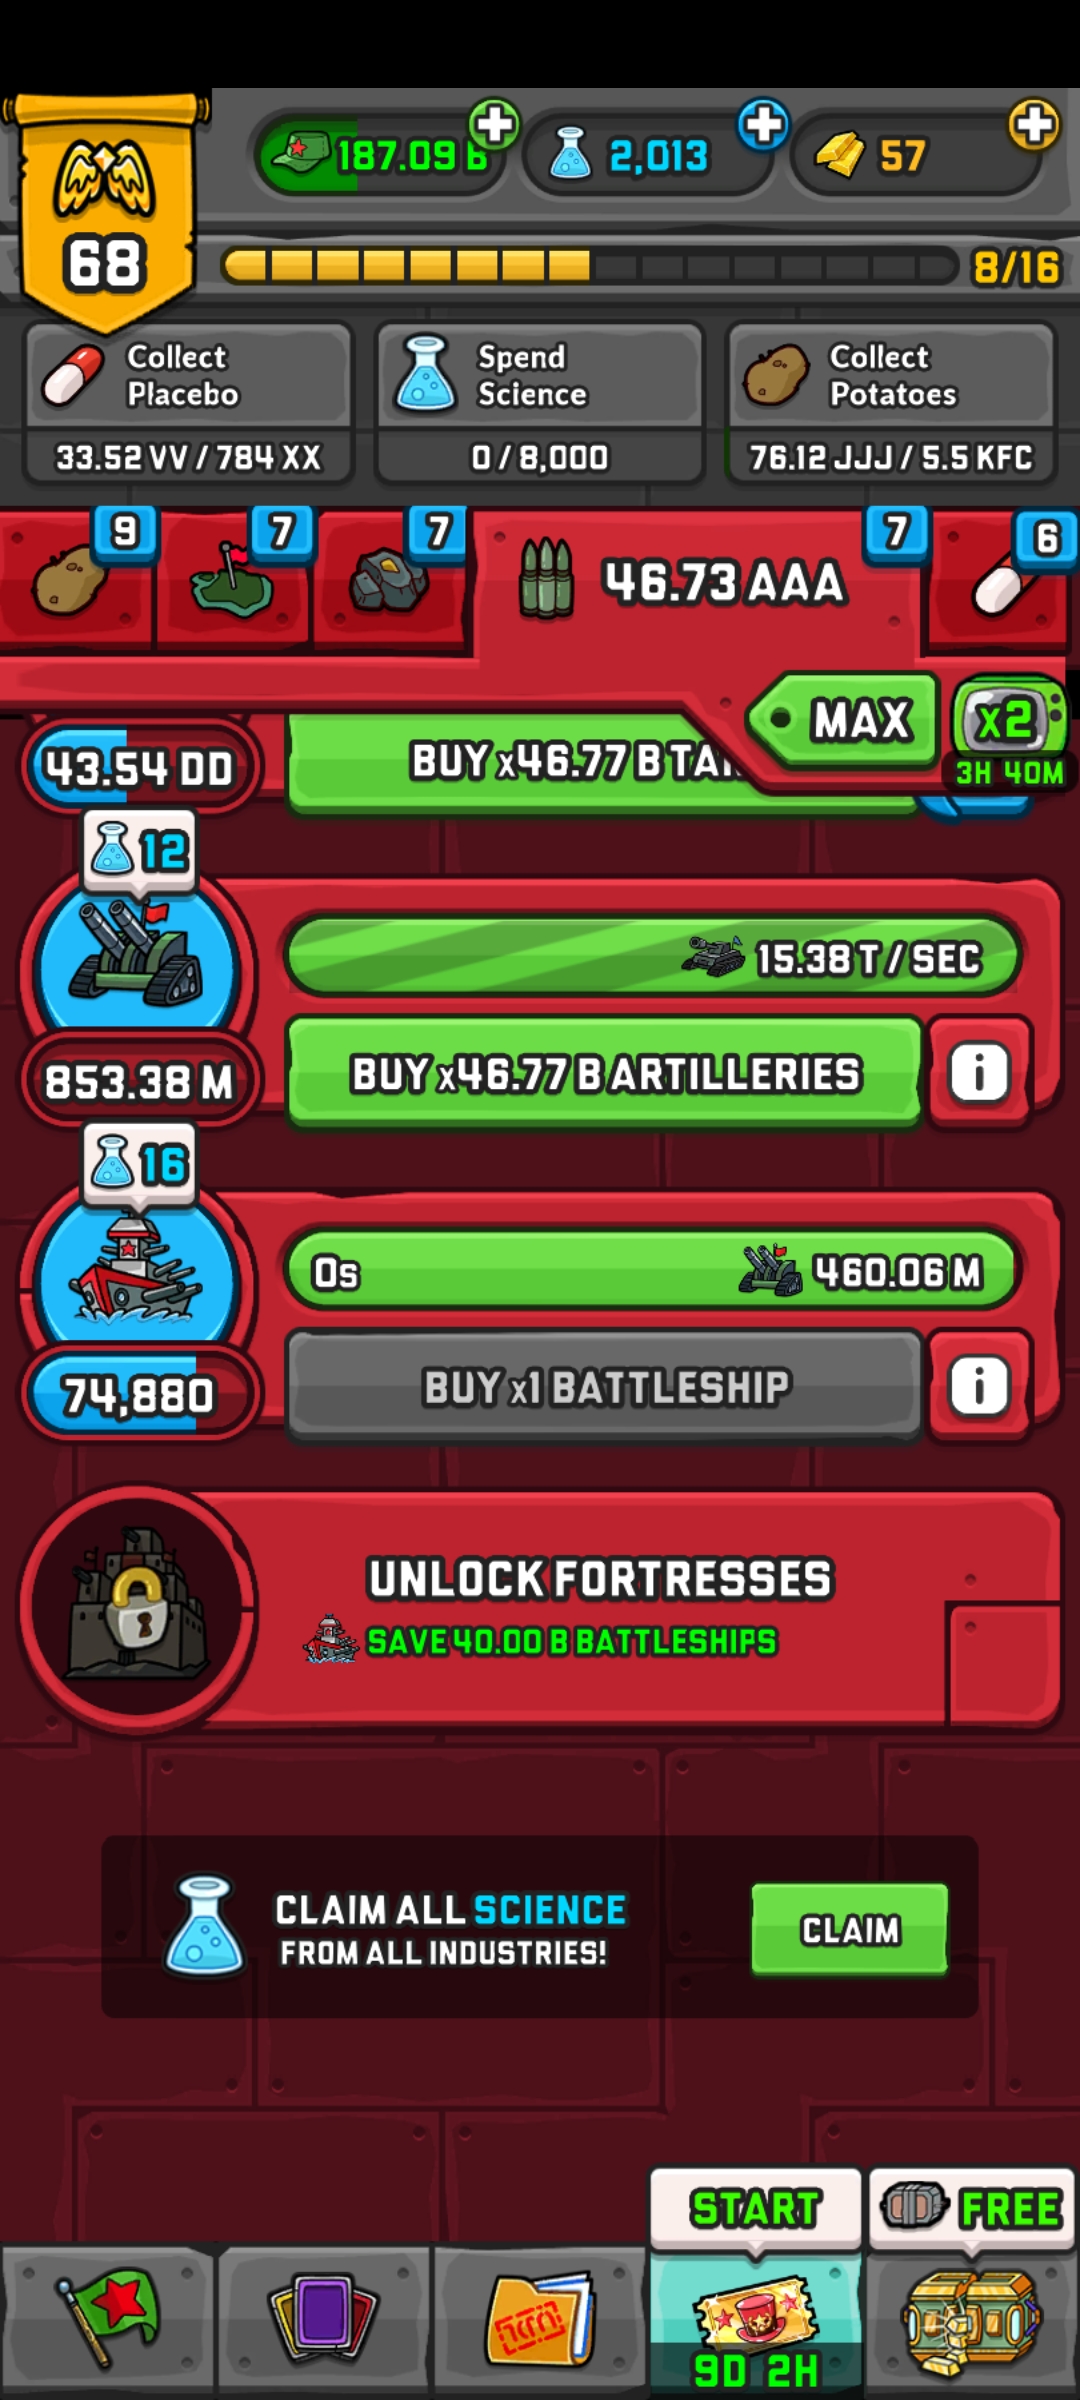 187.09 B
2,013
57
68
8/16
Collect
Placebo
33.52 VV / 784 XX
Spend
Science
0 / 8,000
Collect
Potatoes
76.12 JJJ / 5.5 KFC
9
7
7
46.73 AAA
7
6
MAX
x2
3H 40M
43.54 DD
BUY x46.77 B TAN
12
15.38 T / SEC
853.38 M
BUY x46.77 B ARTILLERIES
i
16
0s
460.06 M
74,880
BUY x1 BATTLESHIP
i
UNLOCK FORTRESSES
SAVE 40.00 B BATTLESHIPS
CLAIM ALL SCIENCE
FROM ALL INDUSTRIES!
CLAIM
START
FREE
9D 2H